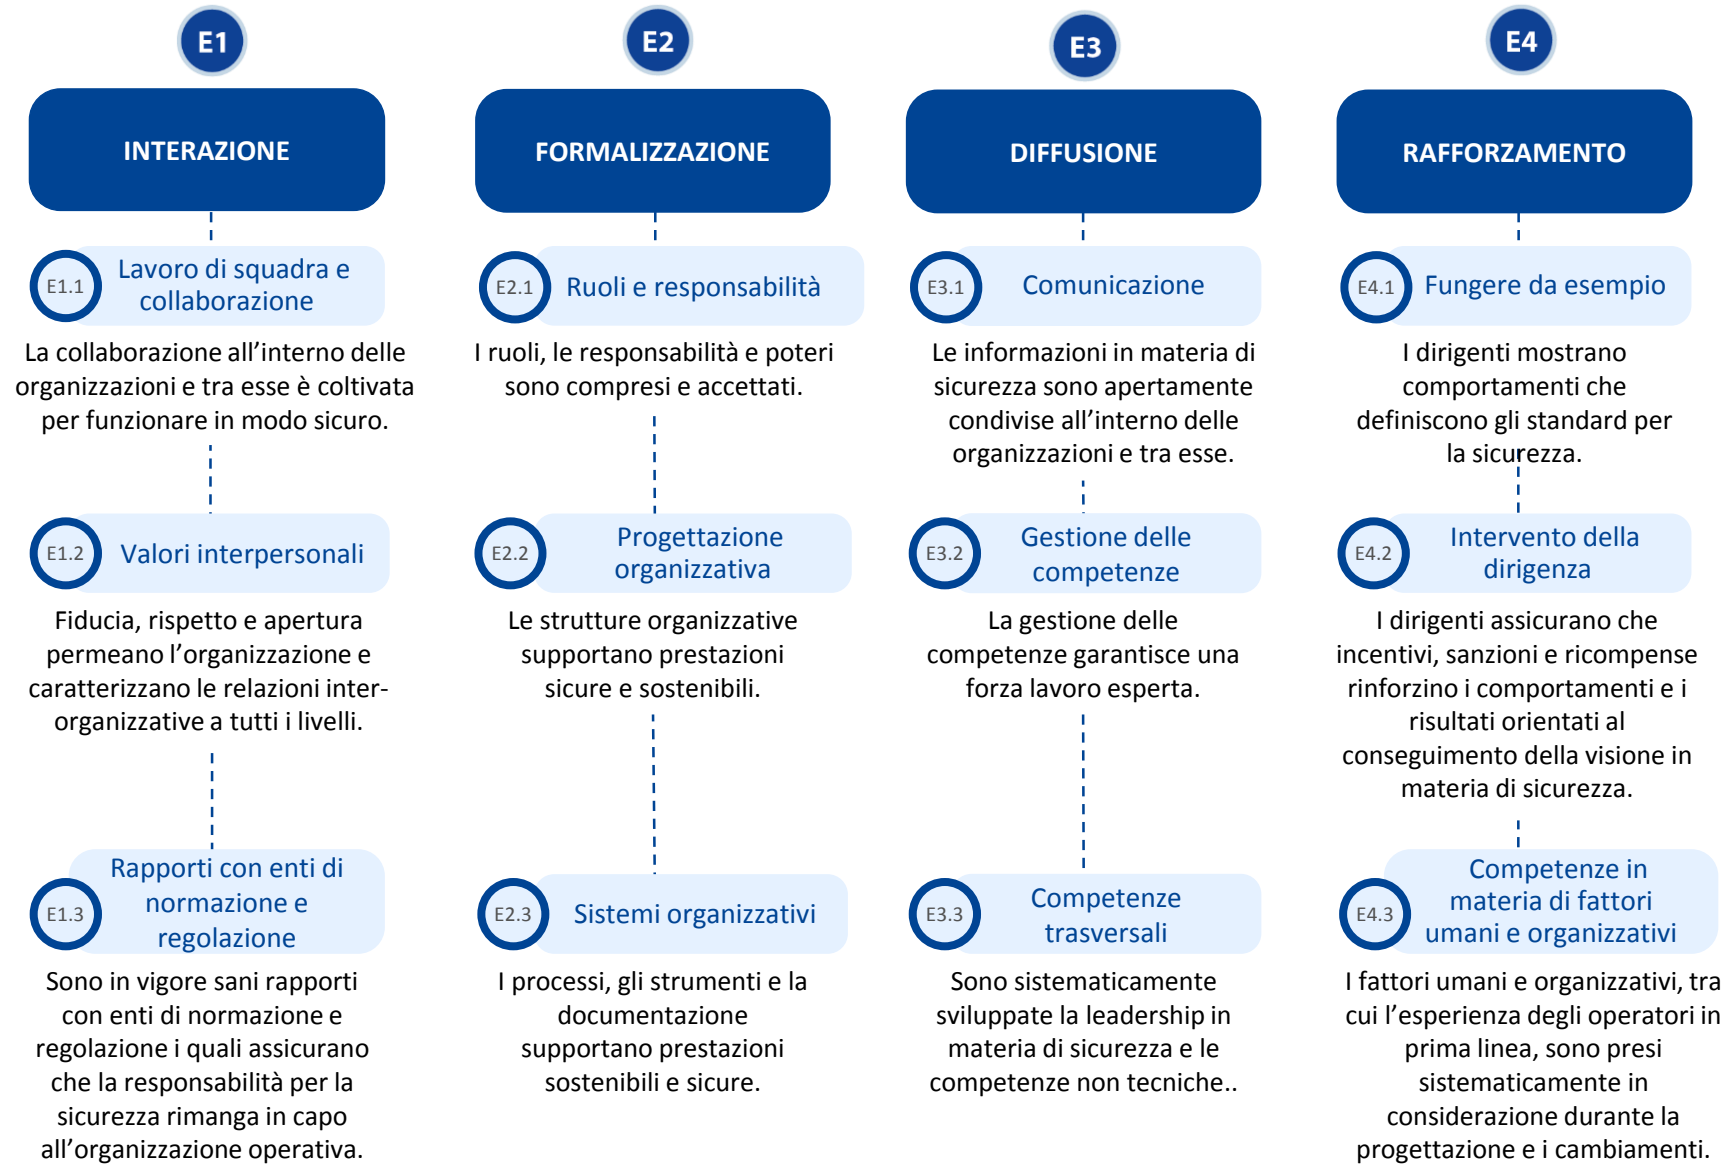 E1
INTERAZIONE
E1.1
Lavoro di squadra e
collaborazione
La collaborazione all'interno delle
organizzazioni e tra esse è coltivata
per funzionare in modo sicuro.
E1.2
Valori interpersonali
Fiducia, rispetto e apertura
permeano l'organizzazione e
caratterizzano le relazioni inter-
organizzative a tutti i livelli.
E1.3
Rapporti con enti di
normazione e
regolazione
Sono in vigore sani rapporti
con enti di normazione e
regolazione i quali assicurano
che la responsabilità per la
sicurezza rimanga in capo
all'organizzazione operativa.
E2
FORMALIZZAZIONE
E2.1
Ruoli e responsabilità
I ruoli, le responsabilità e poteri
sono compresi e accettati.
E2.2
Progettazione
organizzativa
Le strutture organizzative
supportano prestazioni
sicure e sostenibili.
E2.3
Sistemi organizzativi
I processi, gli strumenti e la
documentazione
supportano prestazioni
sostenibili e sicure.
E3
DIFFUSIONE
E3.1
Comunicazione
Le informazioni in materia di
sicurezza sono apertamente
condivise all'interno delle
organizzazioni e tra esse.
E3.2
Gestione delle
competenze
La gestione delle
competenze garantisce una
forza lavoro esperta.
E3.3
Competenze
trasversali
Sono sistematicamente
sviluppate la leadership in
materia di sicurezza e le
competenze non tecniche..
E4
RAFFORZAMENTO
E4.1
Fungere da esempio
I dirigenti mostrano
comportamenti che
definiscono gli standard per
la sicurezza.
E4.2
Intervento della
dirigenza
I dirigenti assicurano che
incentivi, sanzioni e ricompense
rinforzino i comportamenti e i
risultati orientati al
conseguimento della visione in
materia di sicurezza.
E4.3
Competenze in
materia di fattori
umani e organizzativi
I fattori umani e organizzativi, tra
cui l'esperienza degli operatori in
prima linea, sono presi
sistematicamente in
considerazione durante la
progettazione e i cambiamenti.